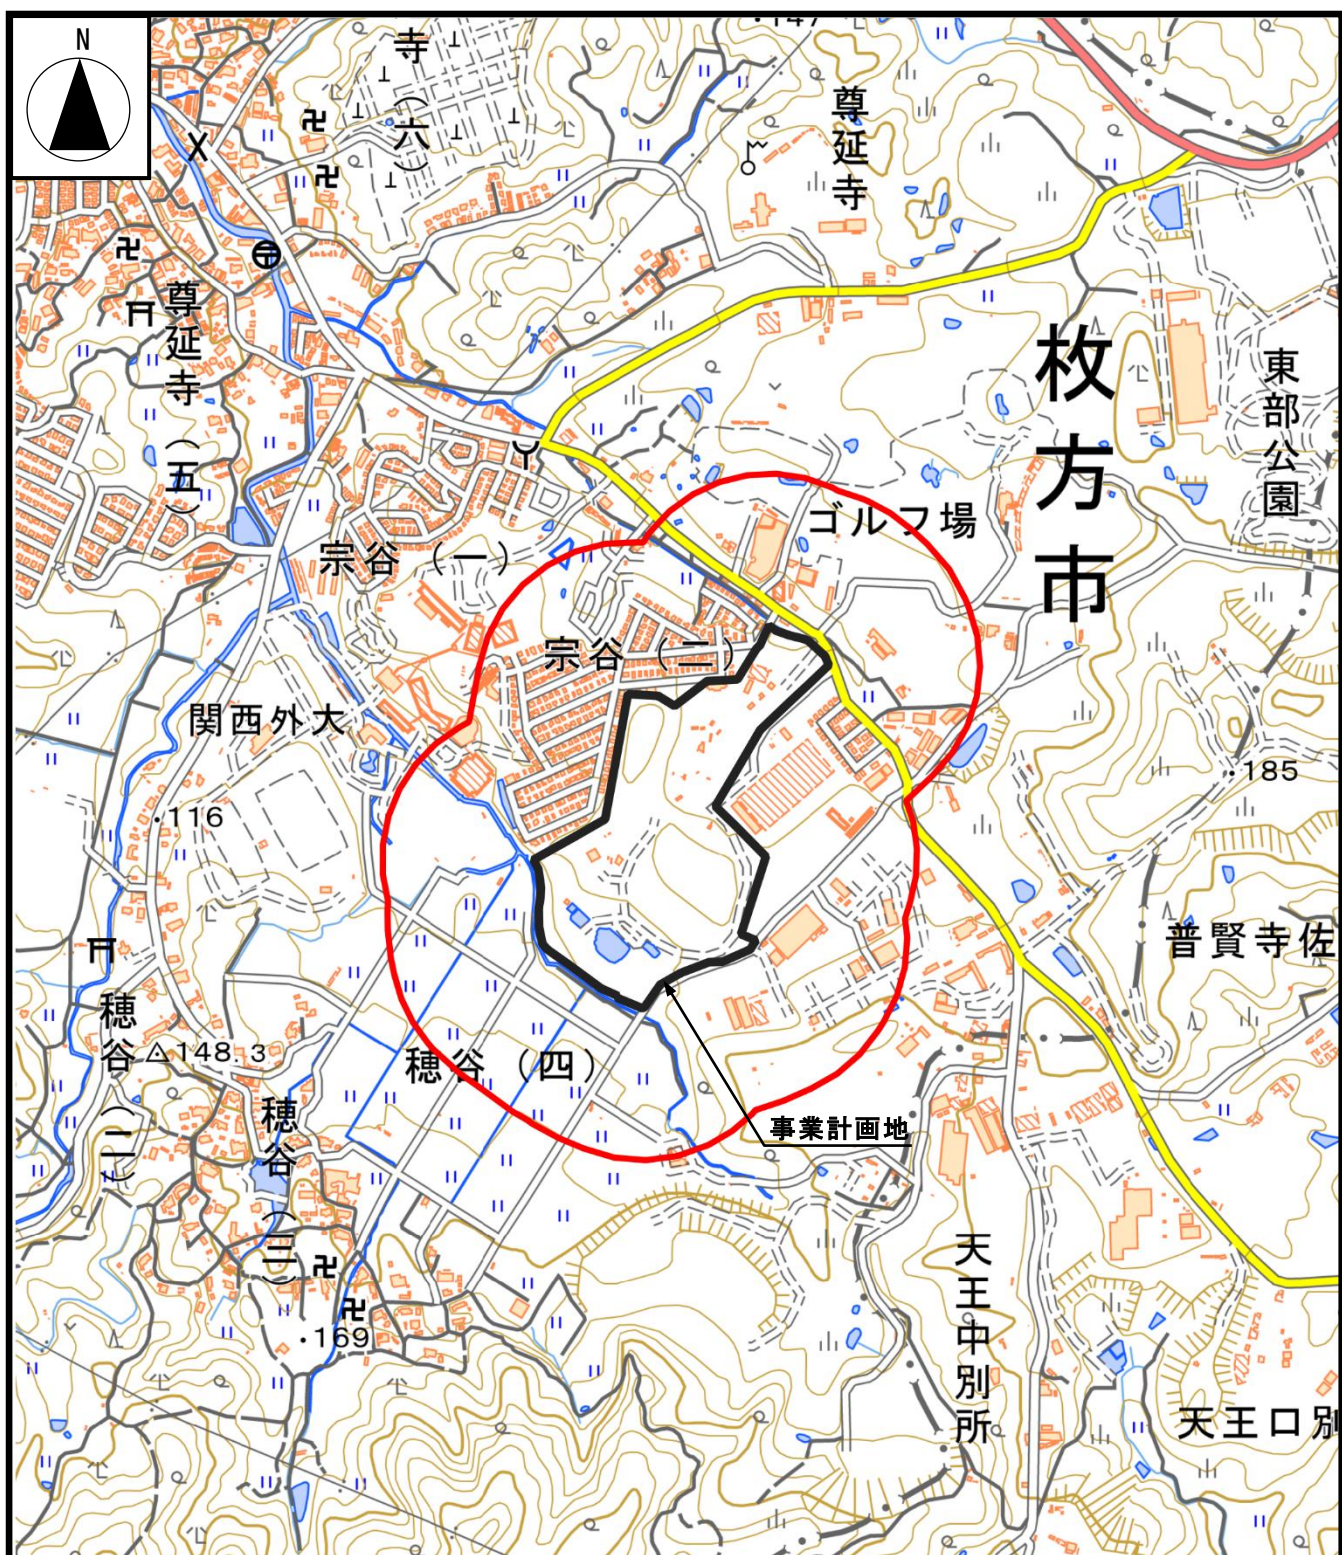 N
・147
寺（六）
尊延寺
尊延寺（五）
枚方市
東部公園
ゴルフ場
宗谷（一）
宗谷（二）
関西外大
・185
・116
普賢寺佐
穂谷（二）
148.3
穂谷（四）
穂谷（三）
事業計画地
天王中別所
・169
天王口別